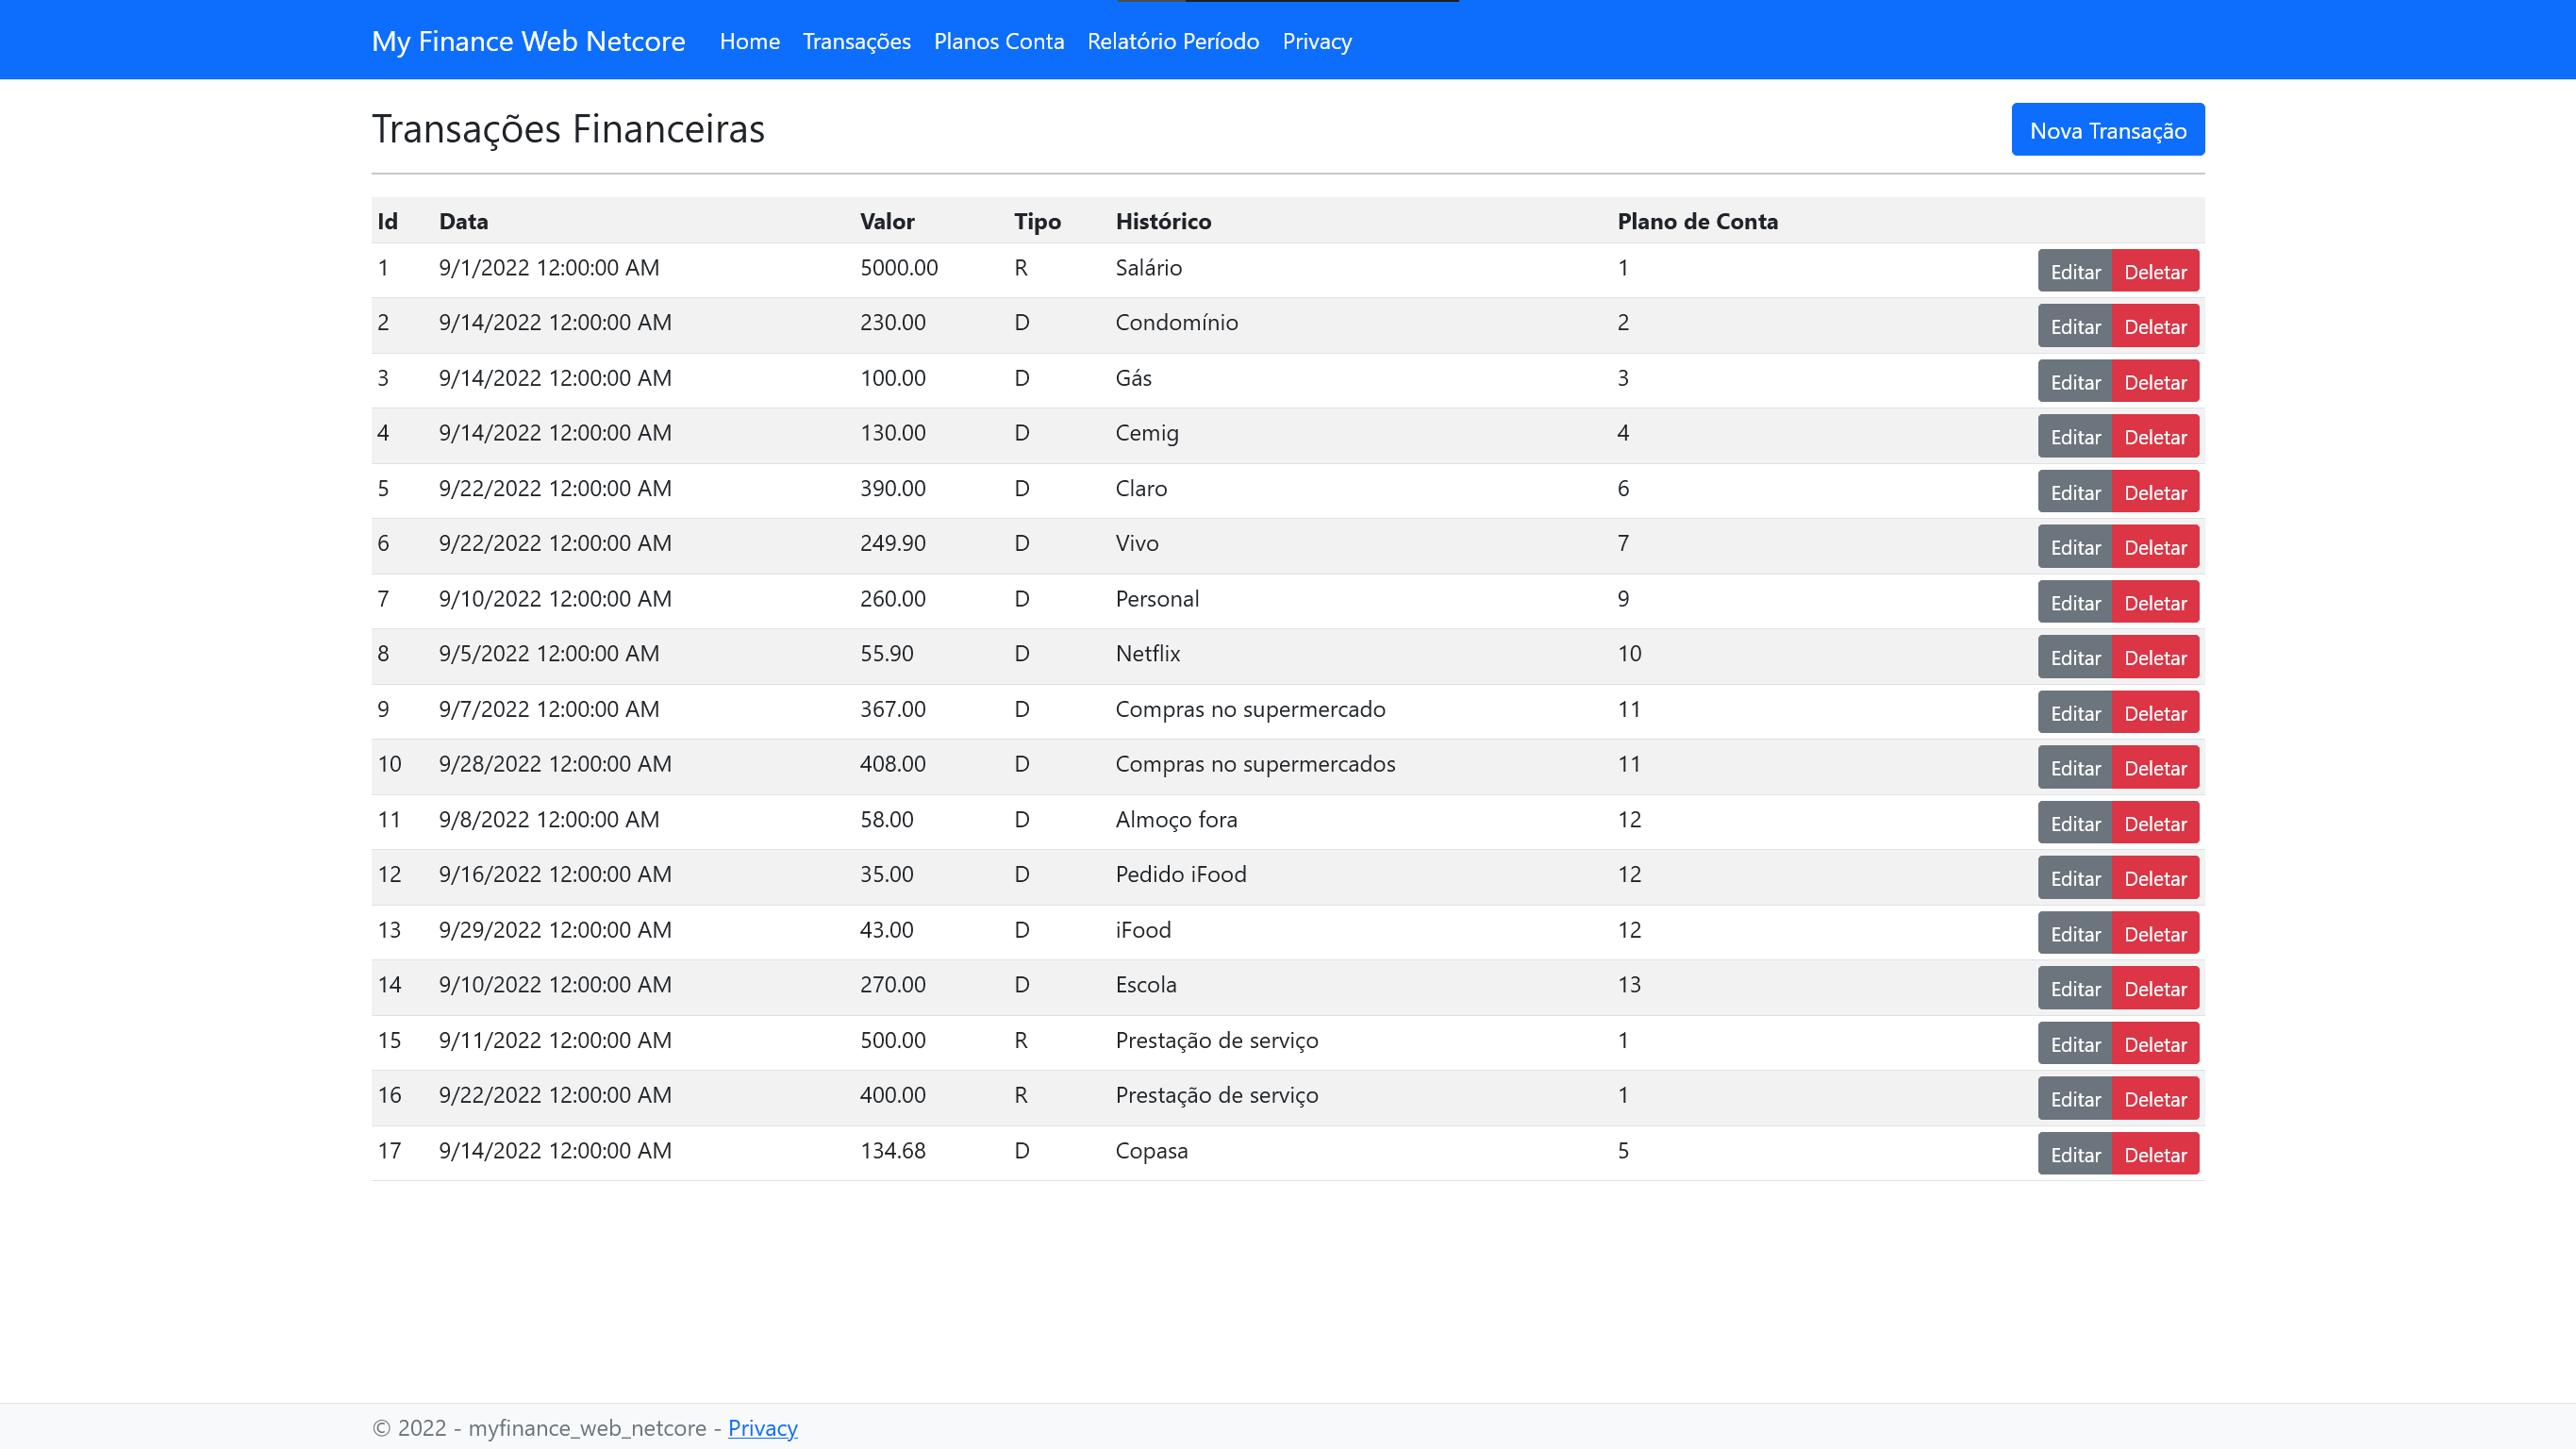 My Finance Web Netcore Home Transações Planos Conta Relatório Período Privacy
Transações Financeiras Nova Transação
Id Data Valor Tipo Histórico Plano de Conta
1 9/1/2022 12:00:00 AM 5000.00 R Salário 1 Editar Deletar
2 9/14/2022 12:00:00 AM 230.00 D Condomínio 2 Editar Deletar
3 9/14/2022 12:00:00 AM 100.00 D Gás 3 Editar Deletar
4 9/14/2022 12:00:00 AM 130.00 D Cemig 4 Editar Deletar
5 9/22/2022 12:00:00 AM 390.00 D Claro 6 Editar Deletar
6 9/22/2022 12:00:00 AM 249.90 D Vivo 7 Editar Deletar
7 9/10/2022 12:00:00 AM 260.00 D Personal 9 Editar Deletar
8 9/5/2022 12:00:00 AM 55.90 D Netflix 10 Editar Deletar
9 9/7/2022 12:00:00 AM 367.00 D Compras no supermercado 11 Editar Deletar
10 9/28/2022 12:00:00 AM 408.00 D Compras no supermercados 11 Editar Deletar
11 9/8/2022 12:00:00 AM 58.00 D Almoço fora 12 Editar Deletar
12 9/16/2022 12:00:00 AM 35.00 D Pedido iFood 12 Editar Deletar
13 9/29/2022 12:00:00 AM 43.00 D iFood 12 Editar Deletar
14 9/10/2022 12:00:00 AM 270.00 D Escola 13 Editar Deletar
15 9/11/2022 12:00:00 AM 500.00 R Prestação de serviço 1 Editar Deletar
16 9/22/2022 12:00:00 AM 400.00 R Prestação de serviço 1 Editar Deletar
17 9/14/2022 12:00:00 AM 134.68 D Copasa 5 Editar Deletar
© 2022 - myfinance_web_netcore - Privacy